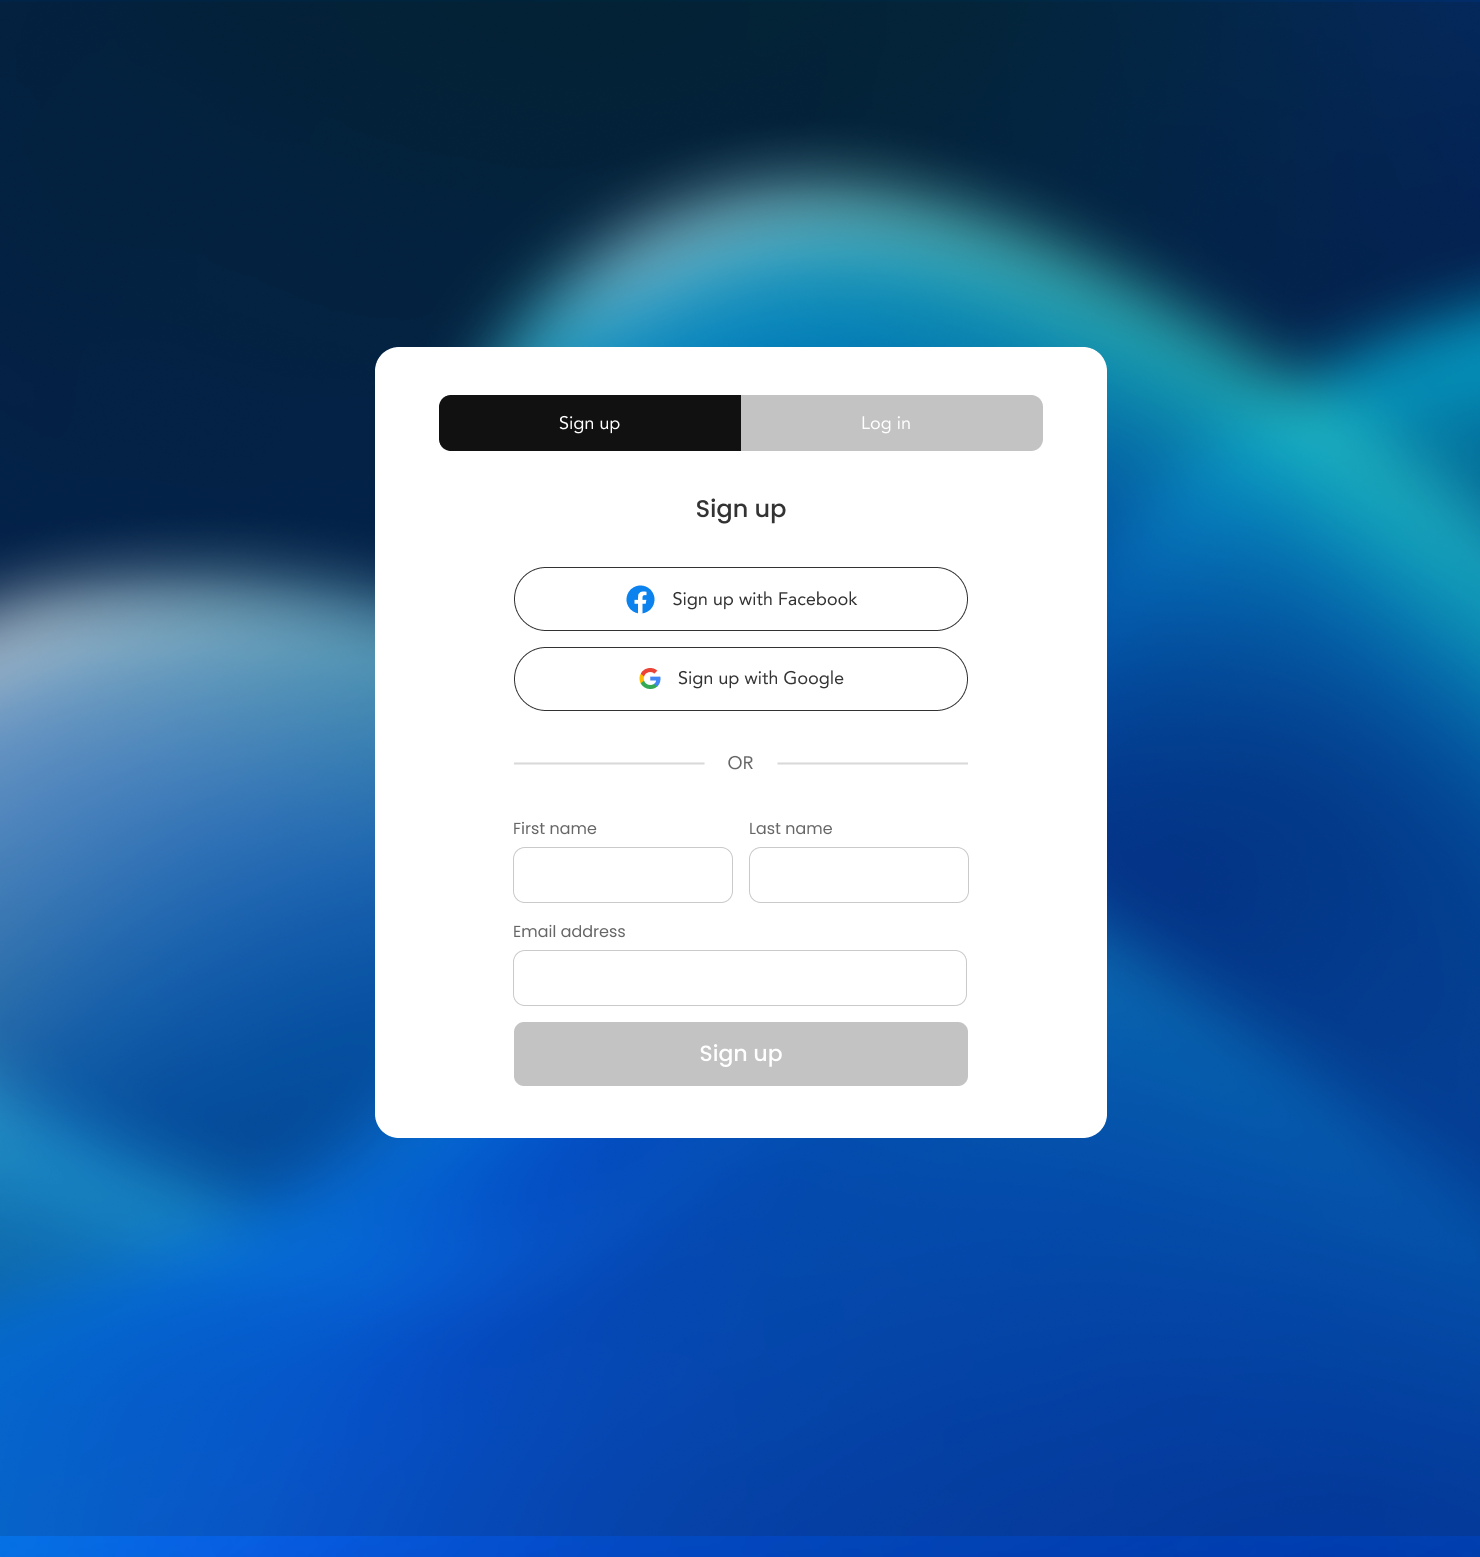 Sign up
Log in
Sign up
Sign up with Facebook
Sign up with Google
OR
First name
Last name
Email address
Sign up